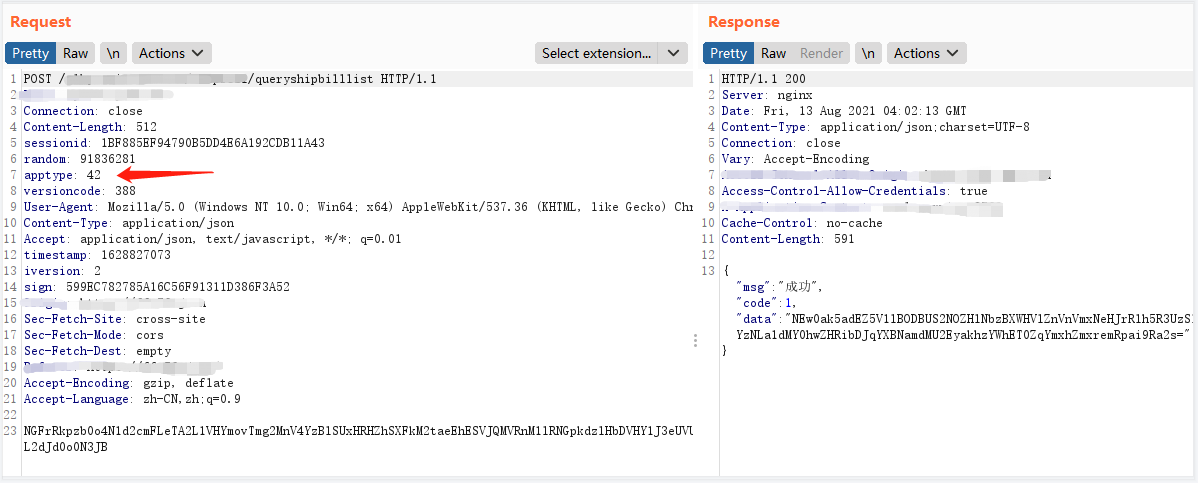 Request
Pretty Raw \n Actions Select extension...
1 POST / /queryshipbilllist HTTP/1.1
2
3 Connection: close
4 Content-Length: 512
5 sessionid: 1BF885EF94790B5DD4E6A192CDB11A43
6 random: 91836281
7 apptype: 42
8 versioncode: 388
9 User-Agent: Mozilla/5.0 (Windows NT 10.0; Win64; x64) AppleWebKit/537.36 (KHTML, like Gecko) Chr
10 Content-Type: application/json
11 Accept: application/json, text/javascript, */*; q=0.01
12 timestamp: 1628827073
13 iversion: 2
14 sign: 599EC782785A16C56F91311D386F3A52
15
16 Sec-Fetch-Site: cross-site
17 Sec-Fetch-Mode: cors
18 Sec-Fetch-Dest: empty
19
20 Accept-Encoding: gzip, deflate
21 Accept-Language: zh-CN,zh;q=0.9
22
23 NGFrRkpzb0o4N1d2cmFLeTA2L1VHYmovTmg2MnV4YzB1SUxHRHZhSXFkM2taeEhESVJQMVRnM1lRNGpkdzlHbDVHY1J3eUVU
L2dJd0o0N3JB
Response
Pretty Raw Render \n Actions
1 HTTP/1.1 200
2 Server: nginx
3 Date: Fri, 13 Aug 2021 04:02:13 GMT
4 Content-Type: application/json;charset=UTF-8
5 Connection: close
6 Vary: Accept-Encoding
7
8 Access-Control-Allow-Credentials: true
9
10 Cache-Control: no-cache
11 Content-Length: 591
12
13 {
"msg":"成功",
"code":1,
"data":"NEw0ak5adEZ5V11BODBUS2NOZH1NbzBXWHV1ZnVnVmxNeHJrR1h5R3UzS
YzNLa1dMY0hwZHRibDJqYXBNamdMU2EyakhzYWhET0ZqYmxhZmxremRpai9Ra2s="
}